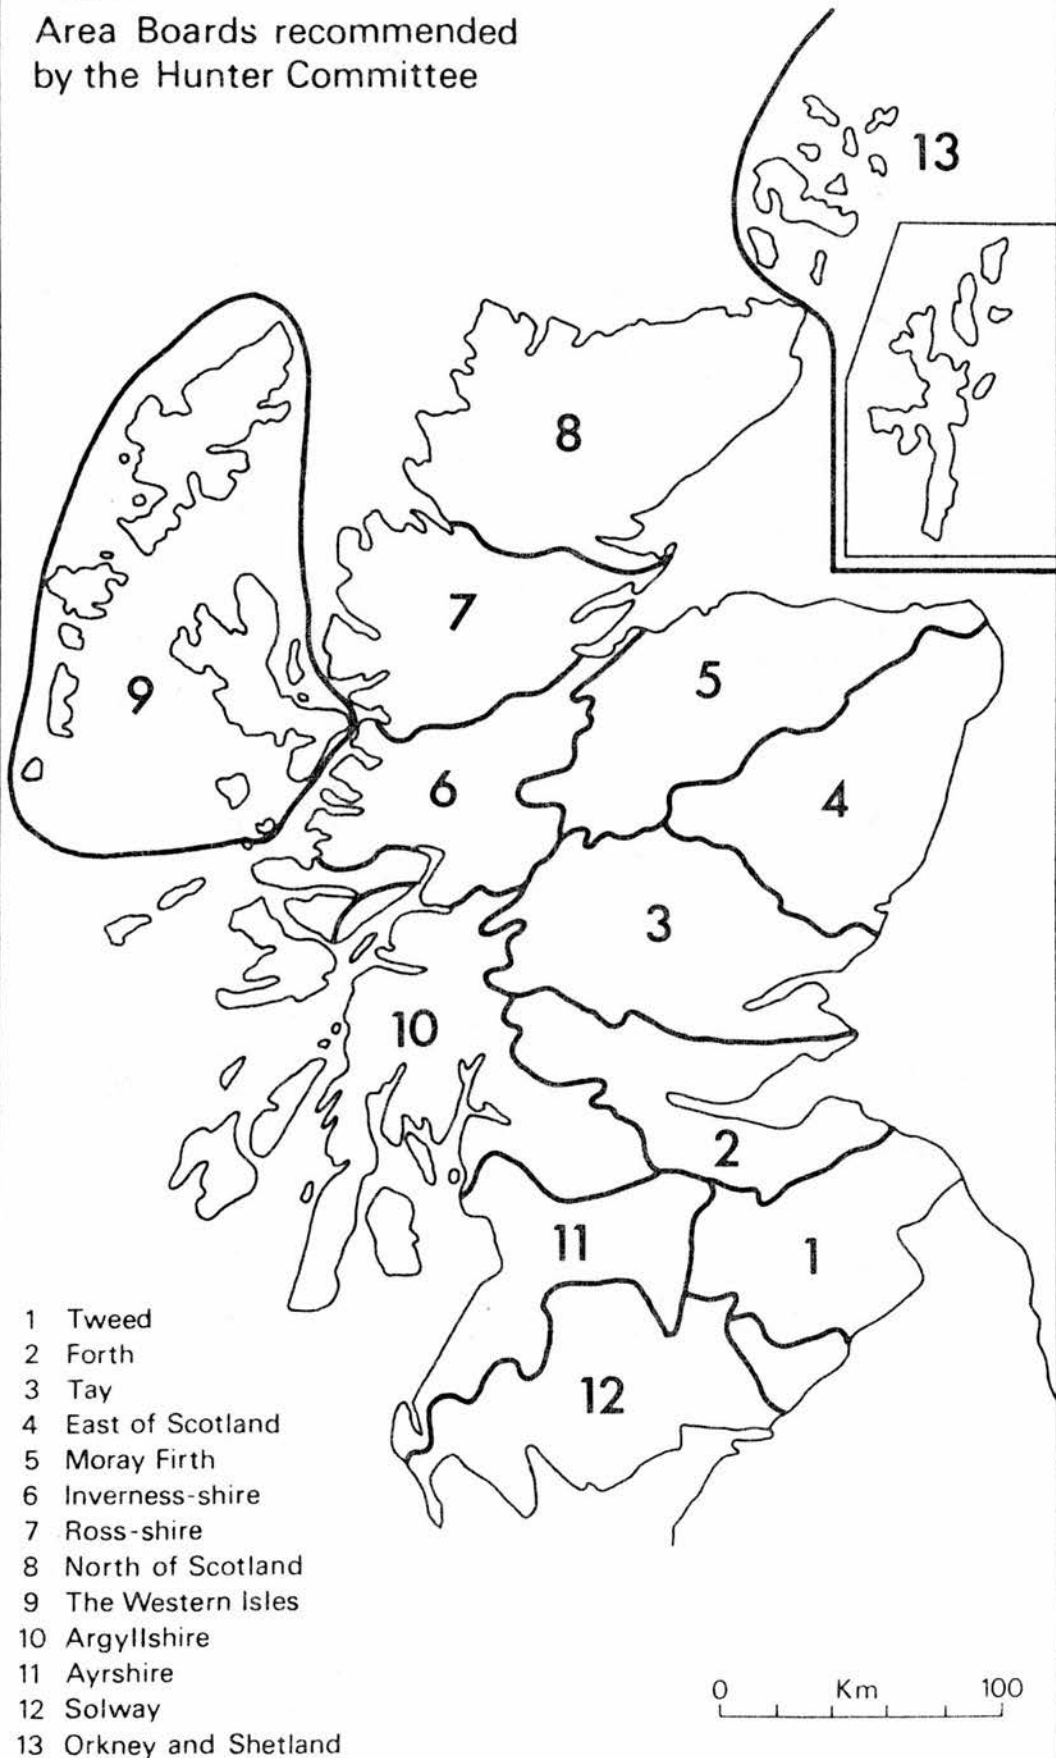 Area Boards recommended
by the Hunter Committee
13
8
7
5
9
6
4
3
10
2
11
1
12
1 Tweed
2 Forth
3 Tay
4 East of Scotland
5 Moray Firth
6 Inverness-shire
7 Ross-shire
8 North of Scotland
9 The Western Isles
10 Argyllshire
11 Ayrshire
12 Solway
13 Orkney and Shetland
0 Km 100